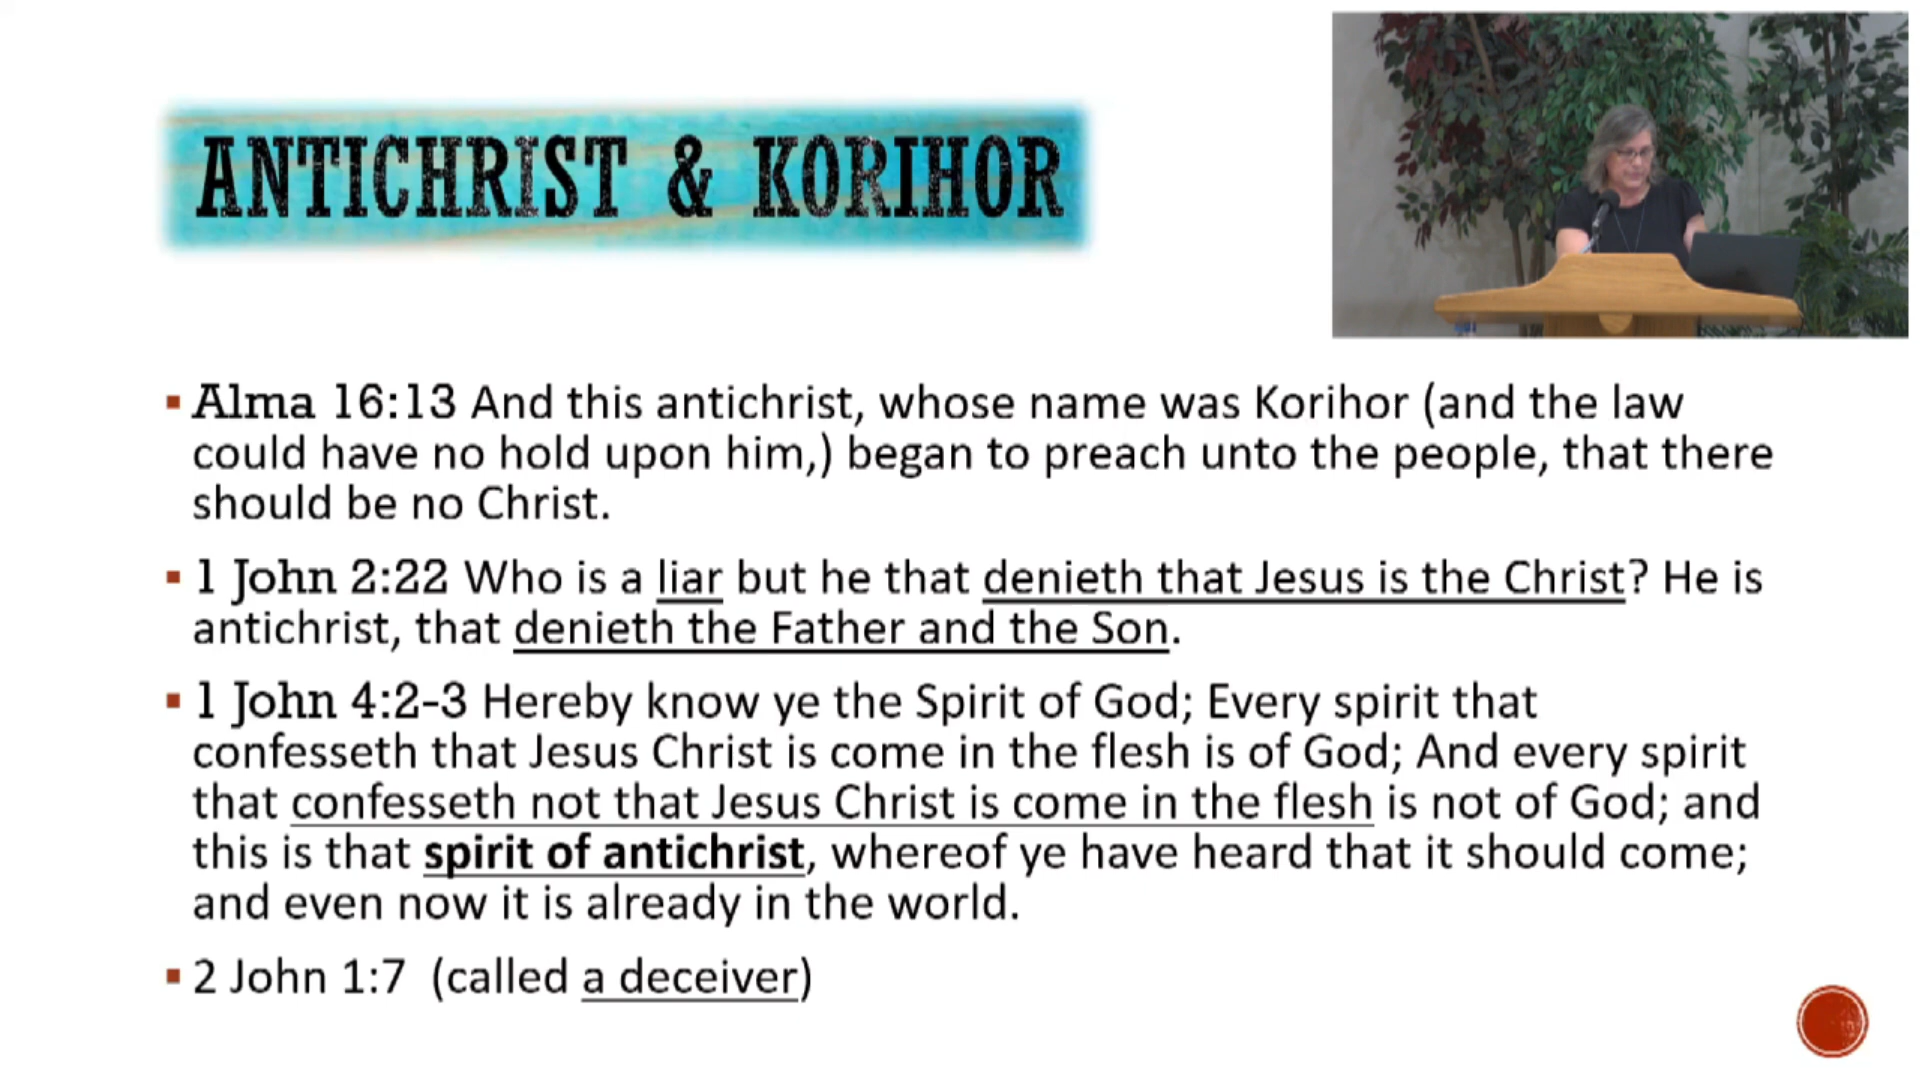 ANTICHRIST & KORIHOR
▪ Alma 16:13 And this antichrist, whose name was Korihor (and the law
could have no hold upon him,) began to preach unto the people, that there
should be no Christ.
▪ 1 John 2:22 Who is a liar but he that denieth that Jesus is the Christ? He is
antichrist, that denieth the Father and the Son.
▪ 1 John 4:2-3 Hereby know ye the Spirit of God; Every spirit that
confesseth that Jesus Christ is come in the flesh is of God; And every spirit
that confesseth not that Jesus Christ is come in the flesh is not of God; and
this is that spirit of antichrist, whereof ye have heard that it should come;
and even now it is already in the world.
▪ 2 John 1:7 (called a deceiver)